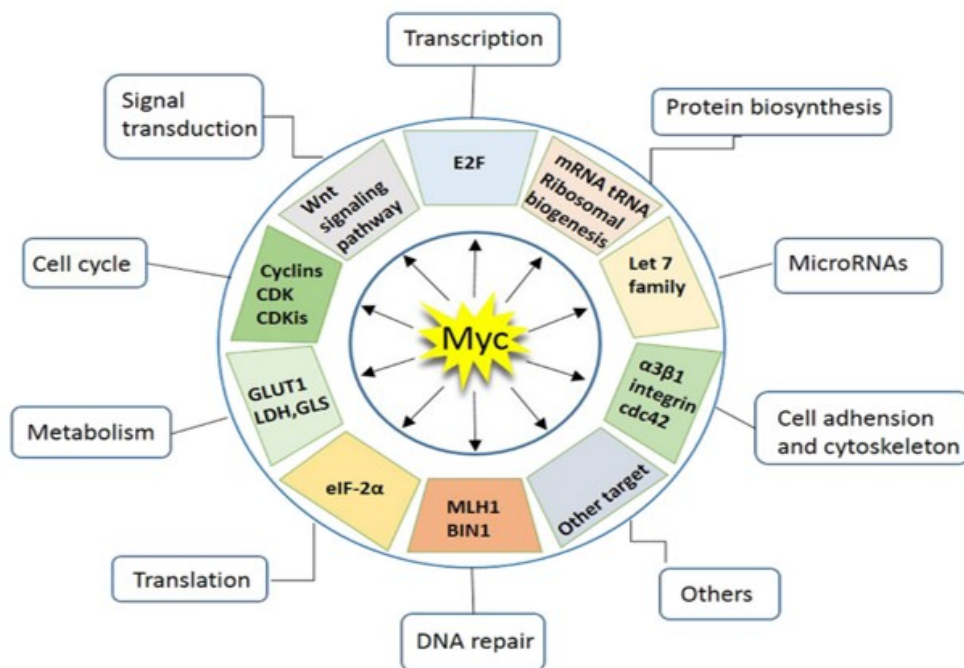 Transcription
Signal
transduction
Protein biosynthesis
E2F
mRNA tRNA
Ribosomal
biogenesis
Wnt
signaling
pathway
Cell cycle
Cyclins
CDK
CDKis
Let 7
family
MicroRNAs
Myc
GLUT1
LDH,GLS
α3β1
integrin
cdc42
Metabolism
Cell adhension
and cytoskeleton
eIF-2α
MLH1
BIN1
Other target
Translation
Others
DNA repair